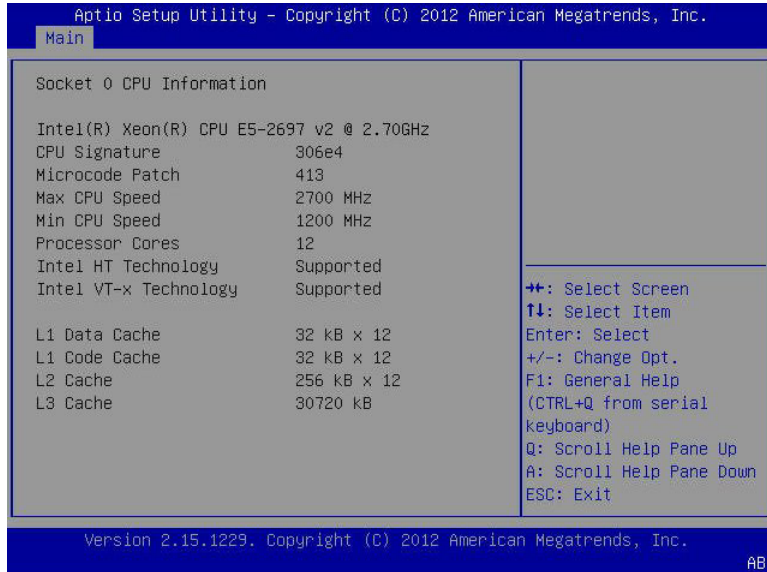 Aptio Setup Utility – Copyright (C) 2012 American Megatrends, Inc.
Main
Socket 0 CPU Information
Intel(R) Xeon(R) CPU E5-2697 v2 @ 2.70GHz
CPU Signature 306e4
Microcode Patch 413
Max CPU Speed 2700 MHz
Min CPU Speed 1200 MHz
Processor Cores 12
Intel HT Technology Supported
Intel VT-x Technology Supported
L1 Data Cache 32 kB x 12
L1 Code Cache 32 kB x 12
L2 Cache 256 kB x 12
L3 Cache 30720 kB
→←: Select Screen
↑↓: Select Item
Enter: Select
+/-: Change Opt.
F1: General Help
(CTRL+Q from serial
keyboard)
Q: Scroll Help Pane Up
A: Scroll Help Pane Down
ESC: Exit
Version 2.15.1229. Copyright (C) 2012 American Megatrends, Inc.
AB